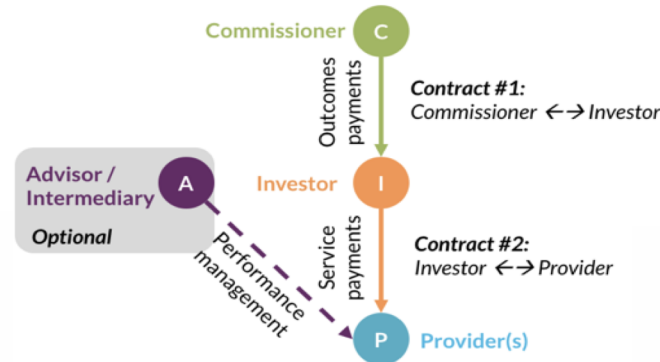 Commissioner
C
Outcomes
payments
Contract #1:
Commissioner ←→ Investor
Advisor /
Intermediary
A
Optional
Investor
I
Performance
management
Service
payments
Contract #2:
Investor ←→ Provider
P
Provider(s)